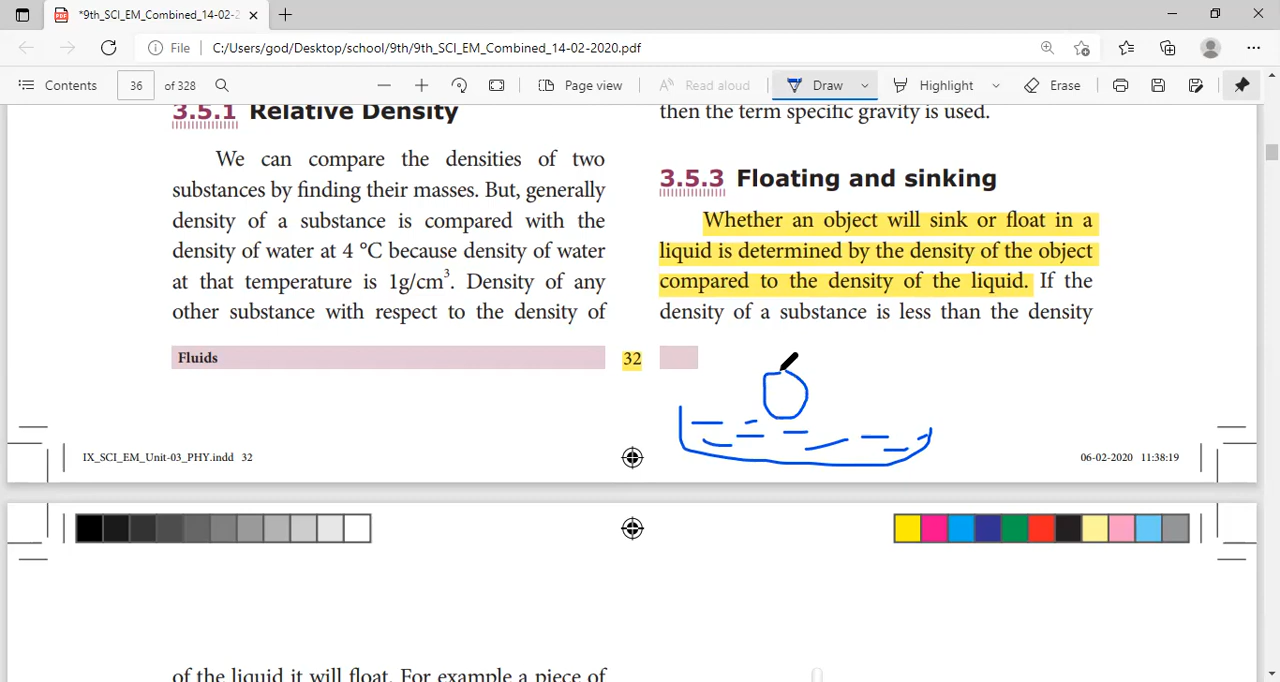 *9th_SCI_EM_Combined_14-02-2
File
C:/Users/god/Desktop/school/9th/9th_SCI_EM_Combined_14-02-2020.pdf
Contents
36
of 328
Page view
Read aloud
Draw
Highlight
Erase
3.5.1 Relative Density
We can compare the densities of two
substances by finding their masses. But, generally
density of a substance is compared with the
density of water at 4 °C because density of water
at that temperature is 1g/cm³. Density of any
other substance with respect to the density of
then the term specific gravity is used.
3.5.3 Floating and sinking
Whether an object will sink or float in a
liquid is determined by the density of the object
compared to the density of the liquid. If the
density of a substance is less than the density
Fluids
32
IX_SCI_EM_Unit-03_PHY.indd 32
06-02-2020 11:38:19
of the liquid it will float. For example a piece of